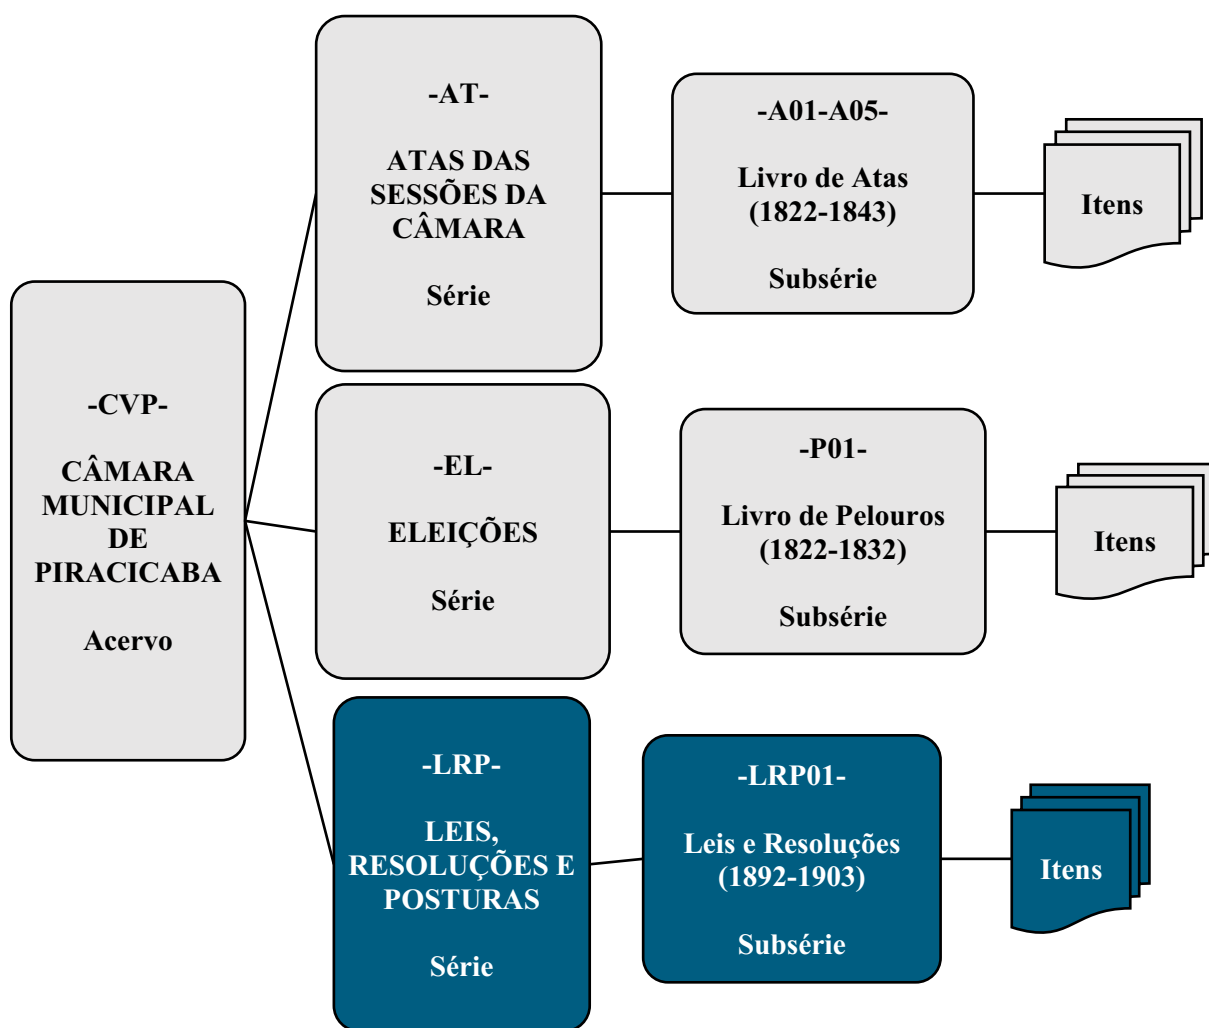 -CVP-
CÂMARA
MUNICIPAL
DE
PIRACICABA
Acervo
-AT-
ATAS DAS
SESSÕES DA
CÂMARA
Série
-A01-A05-
Livro de Atas
(1822-1843)
Subsérie
Itens
-EL-
ELEIÇÕES
Série
-P01-
Livro de Pelouros
(1822-1832)
Subsérie
Itens
-LRP-
LEIS,
RESOLUÇÕES E
POSTURAS
Série
-LRP01-
Leis e Resoluções
(1892-1903)
Subsérie
Itens